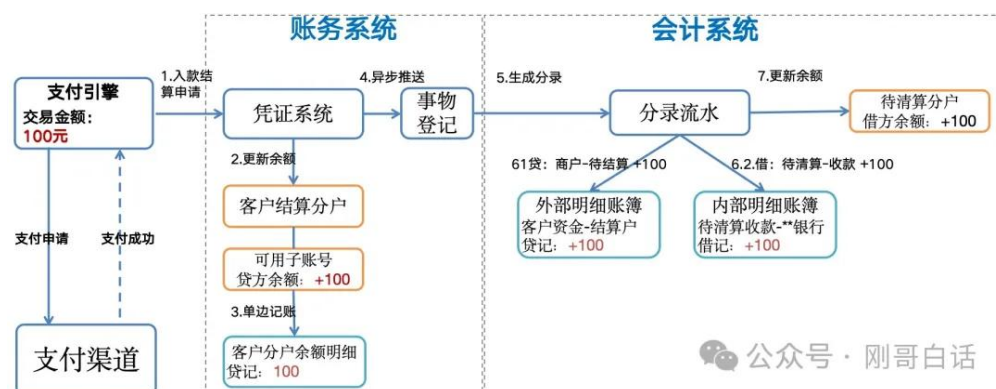 账务系统
会计系统
支付引擎
交易金额：
100元
1.入款结
算申请
凭证系统
4.异步推送
事物
登记
5.生成分录
分录流水
7.更新余额
待清算分户
借方余额：+100
2.更新余额
客户结算分户
可用子账号
贷方余额：+100
3.单边记账
客户分户余额明细
贷记：100
61贷：商户-待结算 +100
6.2.借：待清算-收款 +100
外部明细账簿
客户资金-结算户
贷记：+100
内部明细账簿
待清算收款-**银行
借记：+100
支付申请
支付成功
支付渠道
公众号 · 刚哥白话